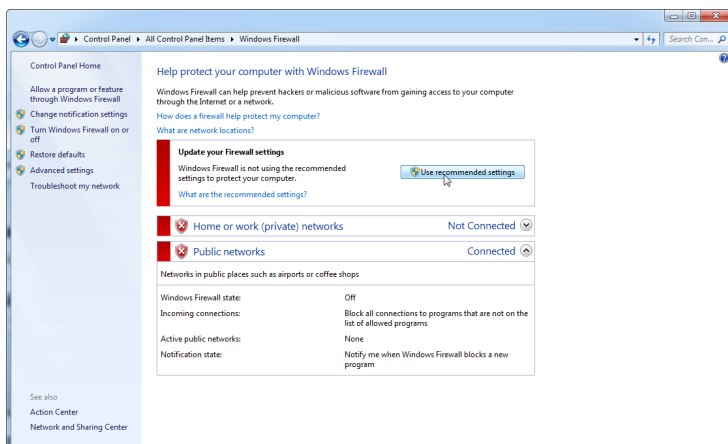 Control Panel ▸ All Control Panel Items ▸ Windows Firewall
Search Con...
Control Panel Home
Allow a program or feature
through Windows Firewall
Change notification settings
Turn Windows Firewall on or
off
Restore defaults
Advanced settings
Troubleshoot my network
See also
Action Center
Network and Sharing Center
Help protect your computer with Windows Firewall
Windows Firewall can help prevent hackers or malicious software from gaining access to your computer
through the Internet or a network.
How does a firewall help protect my computer?
What are network locations?
Update your Firewall settings
Windows Firewall is not using the recommended
settings to protect your computer.
Use recommended settings
What are the recommended settings?
Home or work (private) networks Not Connected
Public networks Connected
Networks in public places such as airports or coffee shops
Windows Firewall state: Off
Incoming connections: Block all connections to programs that are not on the
list of allowed programs
Active public networks: None
Notification state: Notify me when Windows Firewall blocks a new
program